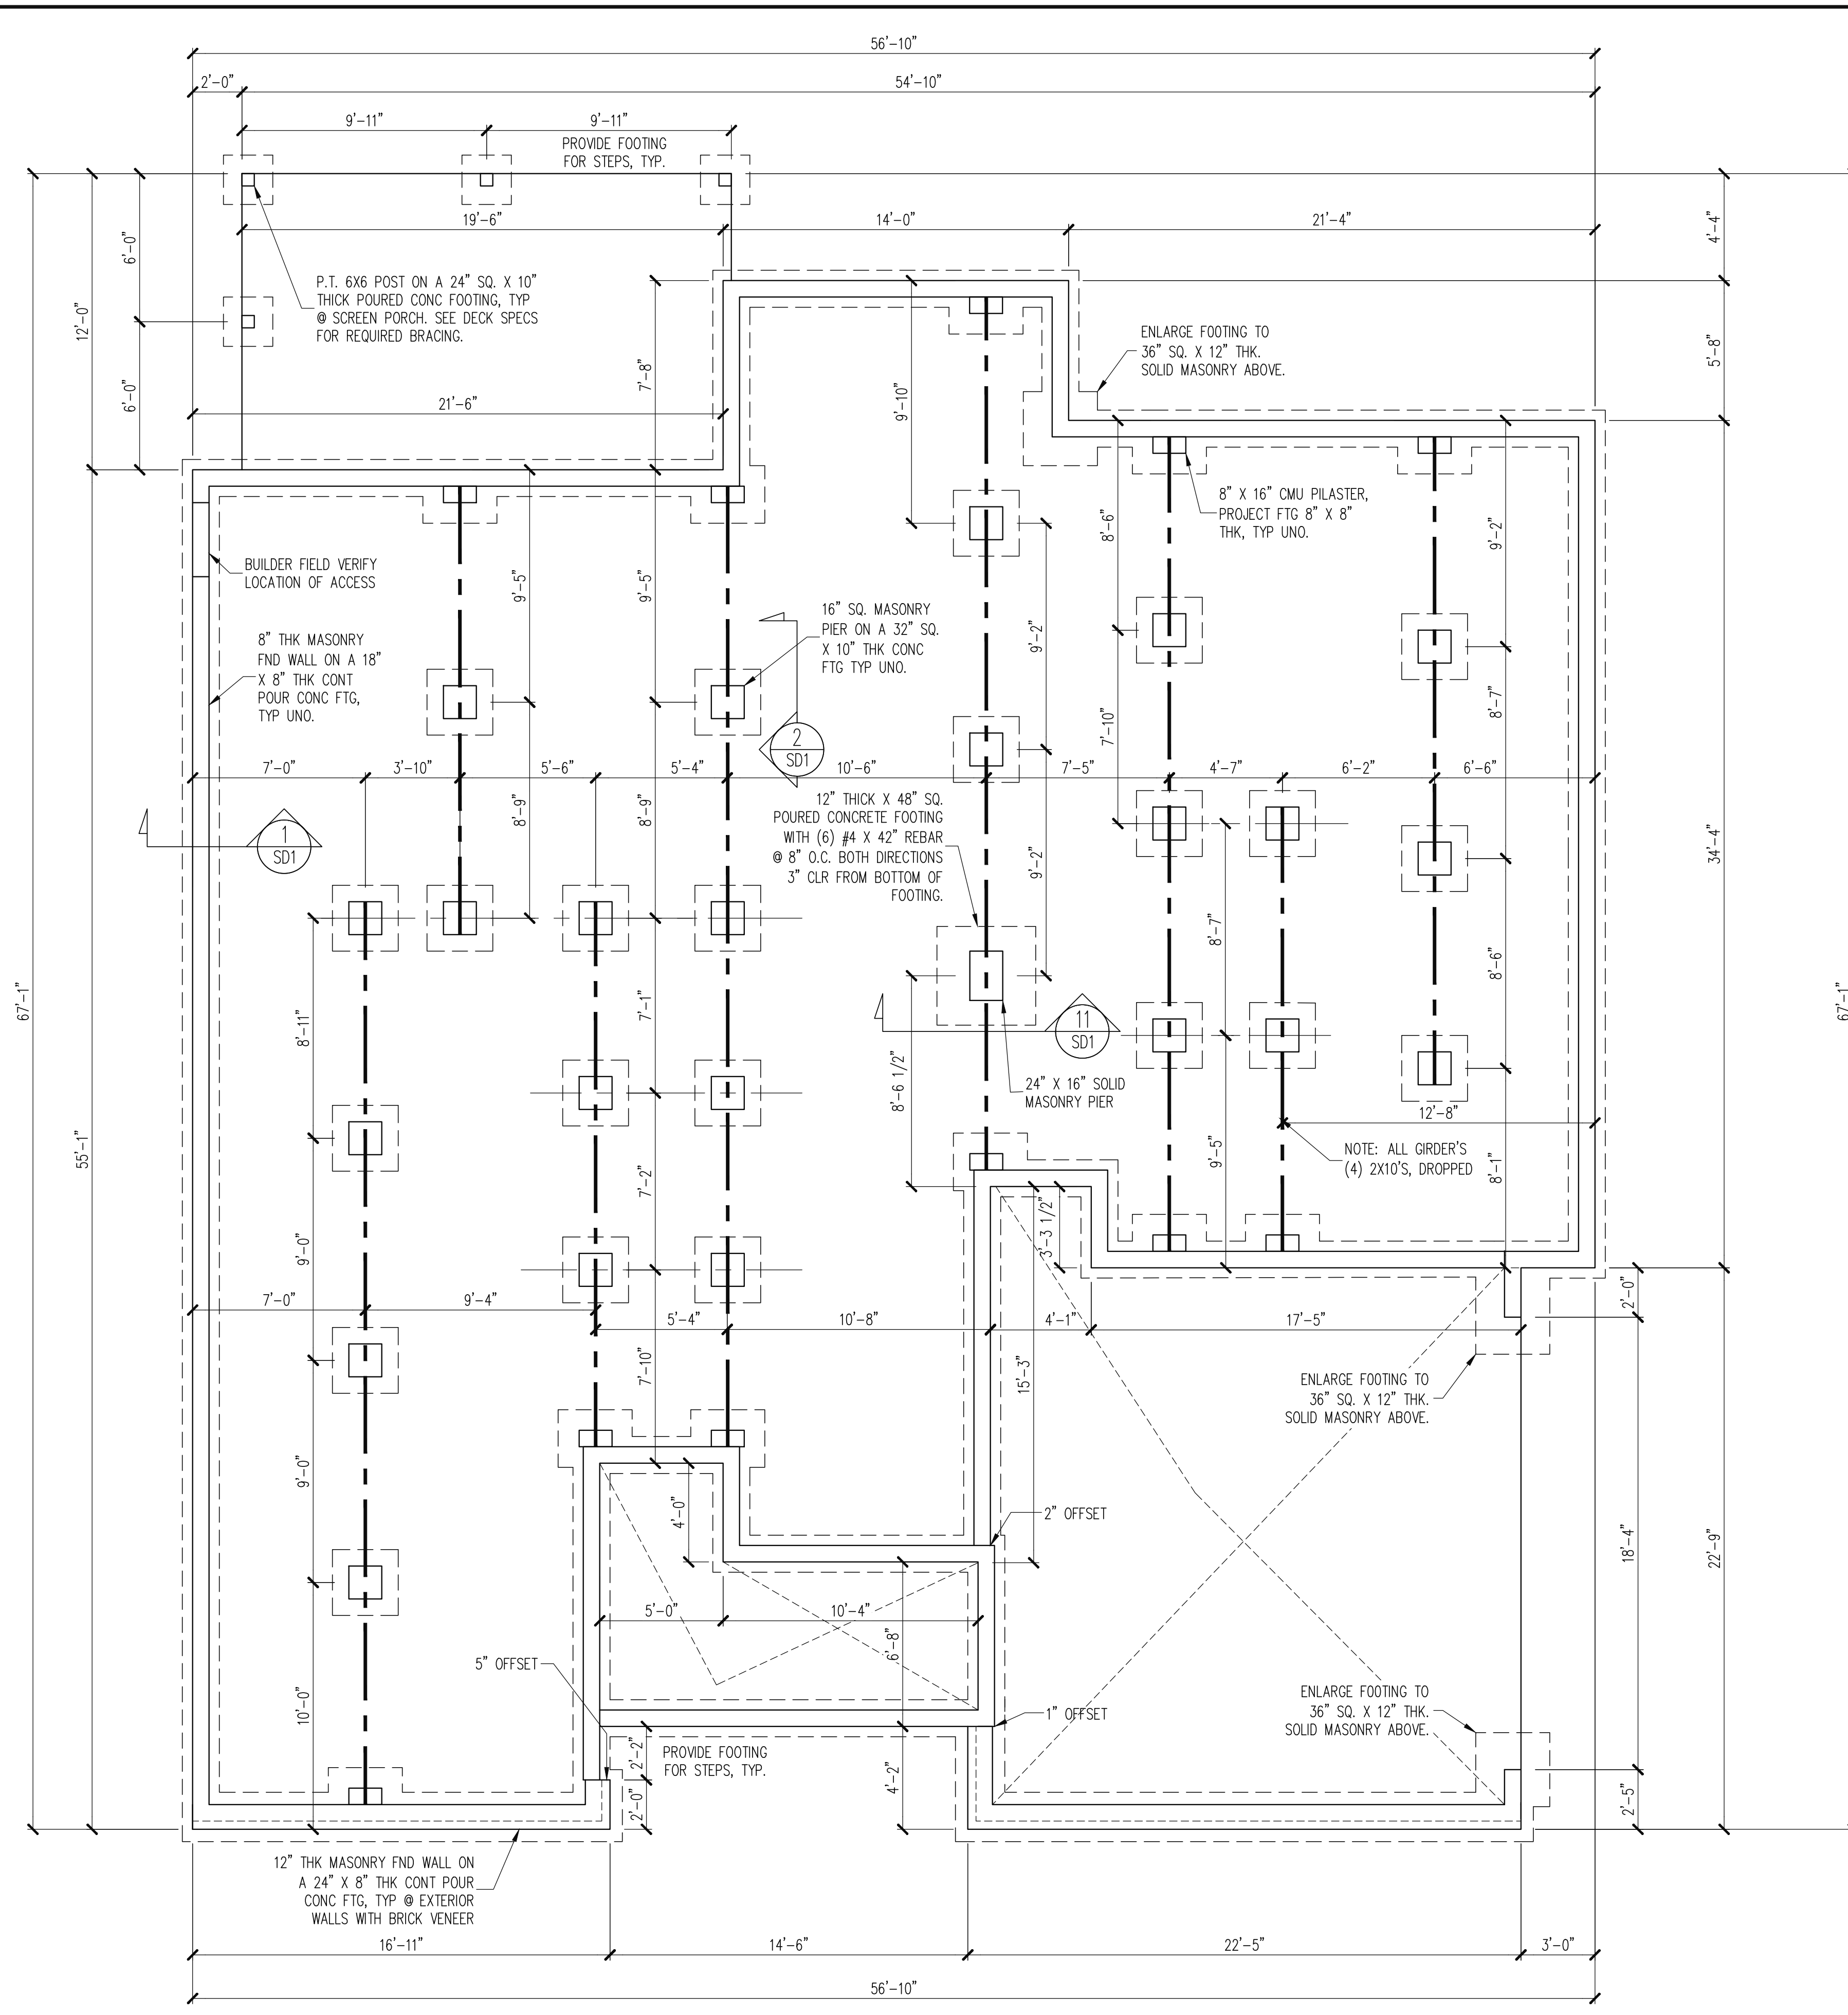 56'-10"
2'-0"
54'-10"
9'-11"
9'-11"
PROVIDE FOOTING
FOR STEPS, TYP.
19'-6"
14'-0"
21'-4"
4'-4"
6'-0"
P.T. 6X6 POST ON A 24" SQ. X 10"
THICK POURED CONC FOOTING, TYP
@ SCREEN PORCH. SEE DECK SPECS
FOR REQUIRED BRACING.
12'-0"
6'-0"
7'-8"
ENLARGE FOOTING TO
36" SQ. X 12" THK.
SOLID MASONRY ABOVE.
5'-8"
21'-6"
9'-10"
8" X 16" CMU PILASTER,
PROJECT FTG 8" X 8"
THK, TYP UNO.
8'-6"
9'-2"
BUILDER FIELD VERIFY
LOCATION OF ACCESS
9'-5"
9'-5"
16" SQ. MASONRY
PIER ON A 32" SQ.
X 10" THK CONC
FTG TYP UNO.
9'-2"
8" THK MASONRY
FND WALL ON A 18"
X 8" THK CONT
POUR CONC FTG,
TYP UNO.
8'-7"
7'-10"
2
SD1
7'-0"
3'-10"
5'-6"
5'-4"
10'-6"
7'-5"
4'-7"
6'-2"
6'-6"
8'-9"
8'-9"
12" THICK X 48" SQ.
POURED CONCRETE FOOTING
WITH (6) #4 X 42" REBAR
@ 8" O.C. BOTH DIRECTIONS
3" CLR FROM BOTTOM OF
FOOTING.
1
SD1
9'-2"
34'-4"
8'-7"
8'-6"
67'-1"
67'-1"
8'-11"
7'-1"
11
SD1
8'-6 1/2"
24" X 16" SOLID
MASONRY PIER
12'-8"
NOTE: ALL GIRDER'S
(4) 2X10'S, DROPPED
55'-1"
9'-5"
8'-1"
7'-2"
3'-3 1/2"
9'-0"
2'-0"
7'-0"
9'-4"
5'-4"
10'-8"
4'-1"
17'-5"
7'-10"
15'-3"
ENLARGE FOOTING TO
36" SQ. X 12" THK.
SOLID MASONRY ABOVE.
9'-0"
4'-0"
2" OFFSET
18'-4"
22'-9"
5'-0"
10'-4"
6'-8"
5" OFFSET
10'-0"
1" OFFSET
ENLARGE FOOTING TO
36" SQ. X 12" THK.
SOLID MASONRY ABOVE.
2'-2"
PROVIDE FOOTING
FOR STEPS, TYP.
4'-2"
2'-0"
2'-5"
12" THK MASONRY FND WALL ON
A 24" X 8" THK CONT POUR
CONC FTG, TYP @ EXTERIOR
WALLS WITH BRICK VENEER
16'-11"
14'-6"
22'-5"
3'-0"
56'-10"